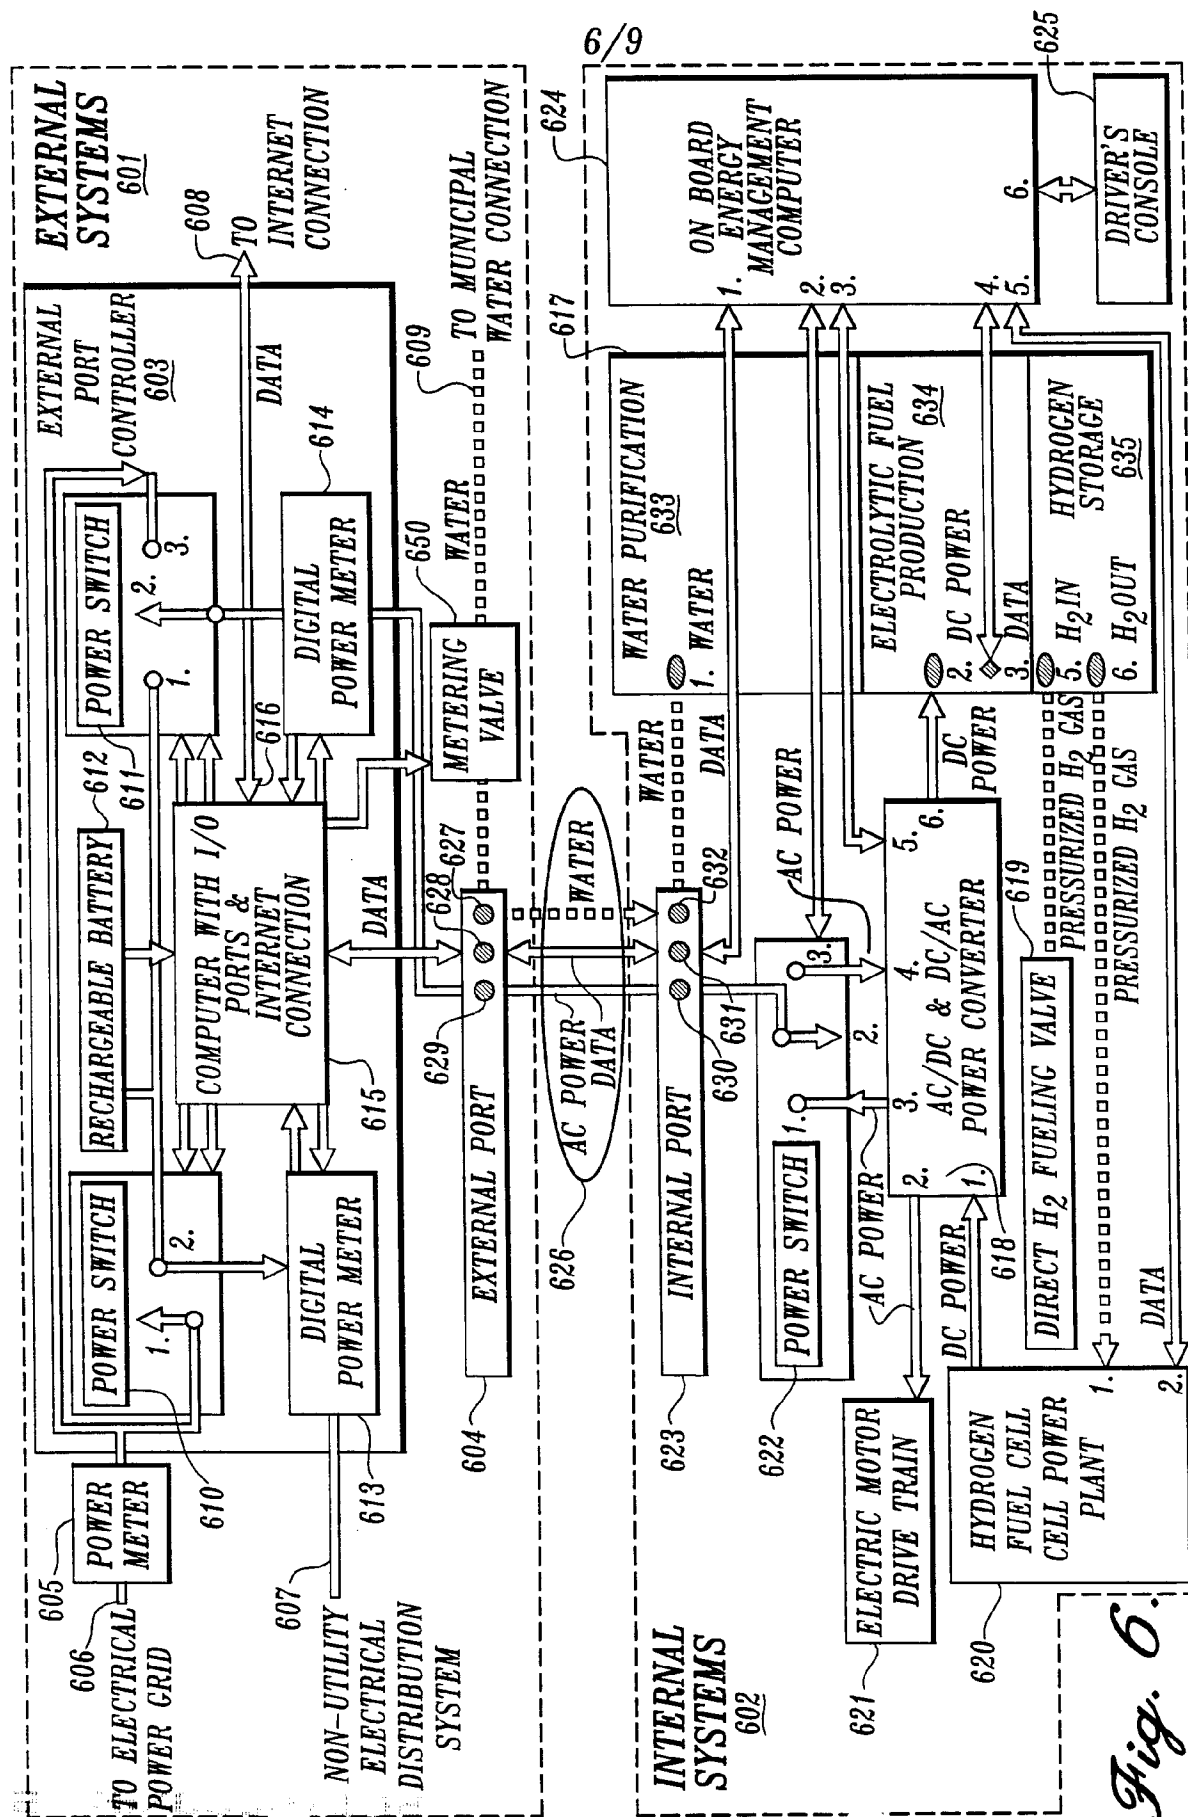 6/9
EXTERNAL
SYSTEMS
601
EXTERNAL
PORT
CONTROLLER
603
608
TO
INTERNET
CONNECTION
DATA
TO MUNICIPAL
WATER CONNECTION
609
WATER
650
METERING
VALVE
614
DIGITAL
POWER METER
POWER SWITCH
1.
2.
3.
611
612
RECHARGEABLE BATTERY
616
COMPUTER WITH I/O
PORTS &
INTERNET
CONNECTION
615
DATA
POWER SWITCH
1.
2.
610
DIGITAL
POWER METER
613
605
POWER
METER
606
TO ELECTRICAL
POWER GRID
607
NON-UTILITY
ELECTRICAL
DISTRIBUTION
SYSTEM
627
628
629
EXTERNAL PORT
604
WATER
AC POWER
DATA
626
INTERNAL
SYSTEMS
602
INTERNAL PORT
623
630
631
632
WATER
DATA
POWER SWITCH
1.
2.
3.
622
AC POWER
AC POWER
AC/DC & DC/AC
POWER CONVERTER
1.
2.
3.
4.
5.
6.
618
DC POWER
DC
POWER
ELECTRIC MOTOR
DRIVE TRAIN
621
HYDROGEN
FUEL CELL
CELL POWER
PLANT
1.
2.
620
619
DIRECT H2 FUELING VALVE
PRESSURIZED H2 GAS
PRESSURIZED H2 GAS
DATA
617
WATER PURIFICATION
633
1. WATER
ELECTROLYTIC FUEL
PRODUCTION
634
2. DC POWER
3. DATA
HYDROGEN
STORAGE
635
5. H2IN
6. H2OUT
624
ON BOARD
ENERGY
MANAGEMENT
COMPUTER
1.
2.
3.
4.
5.
6.
625
DRIVER'S
CONSOLE
Fig. 6.